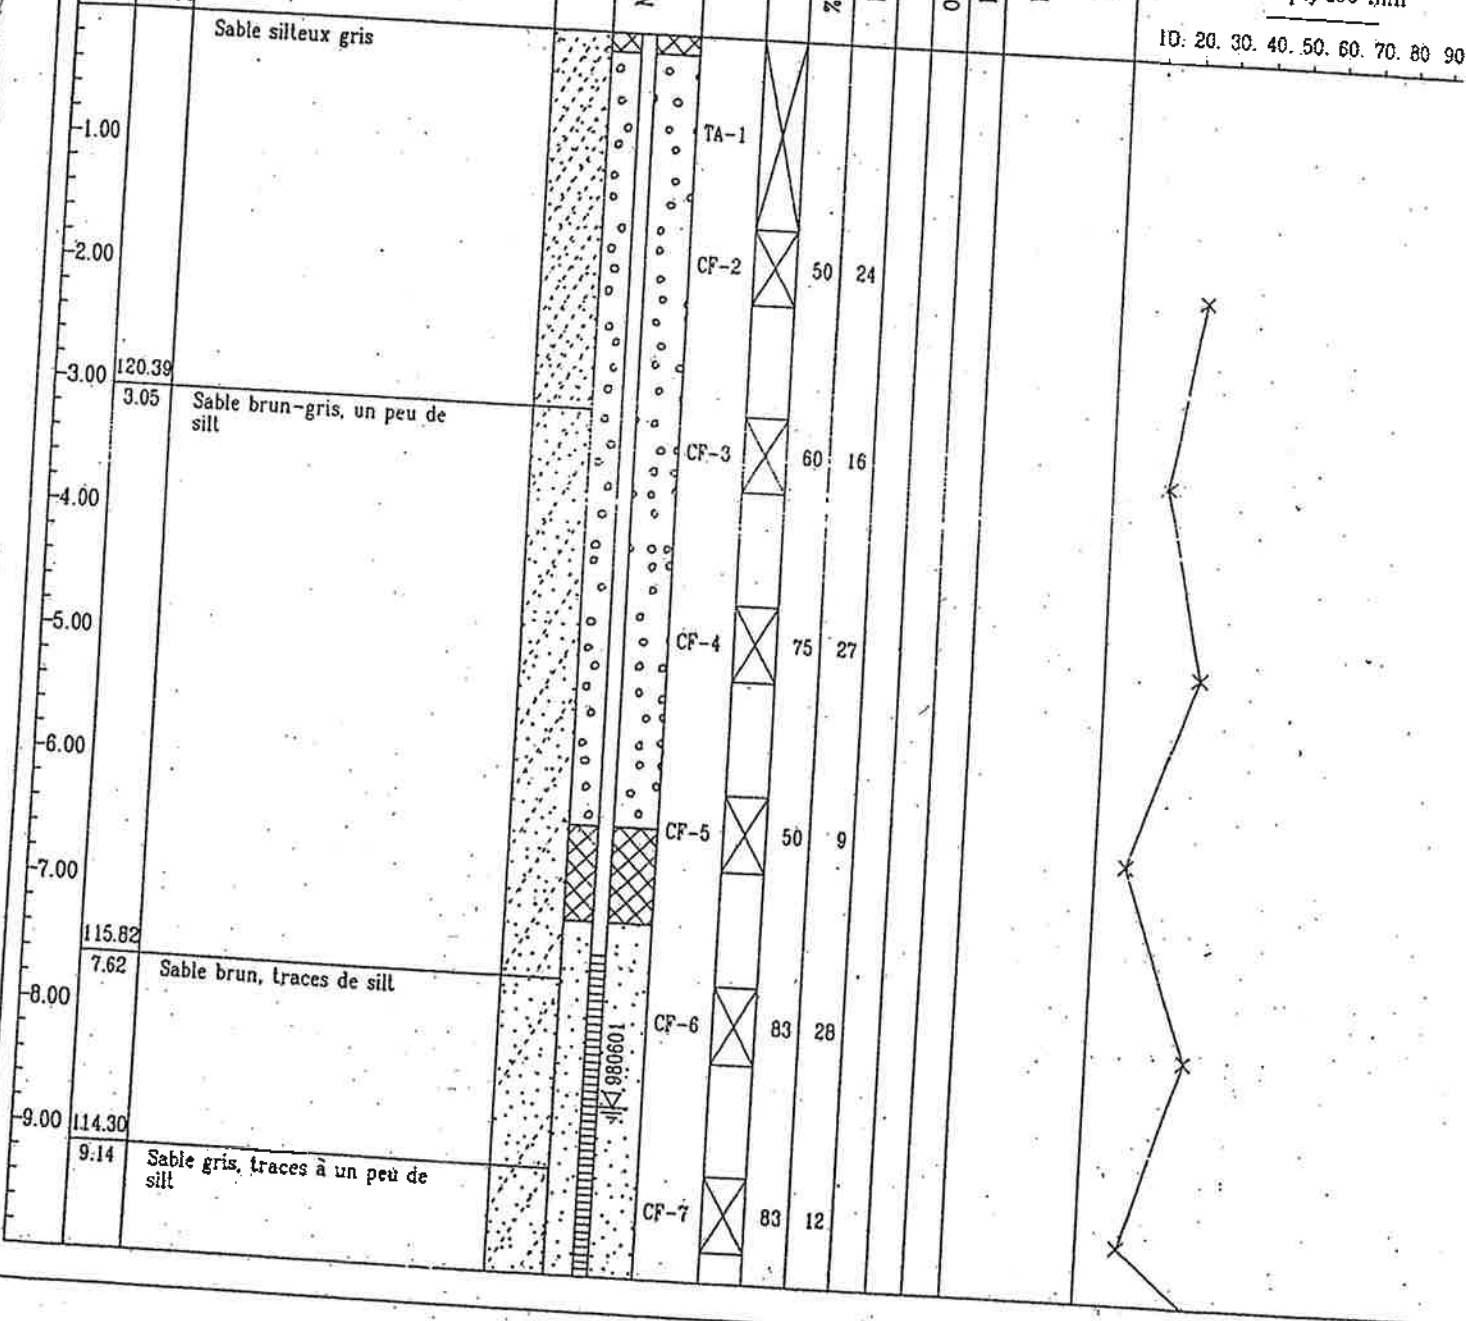 10. 20. 30. 40. 50. 60. 70. 80 90
Sable silteux gris
-1.00
TA-1
-2.00
CF-2 50 24
-3.00 120.39
3.05 Sable brun-gris, un peu de
silt
CF-3 60 16
-4.00
-5.00
CF-4 75 27
-6.00
CF-5 50 9
-7.00
115.82
7.62 Sable brun, traces de silt
-8.00
CF-6 83 28
980601
-9.00 114.30
9.14 Sable gris, traces à un peu de
silt
CF-7 83 12